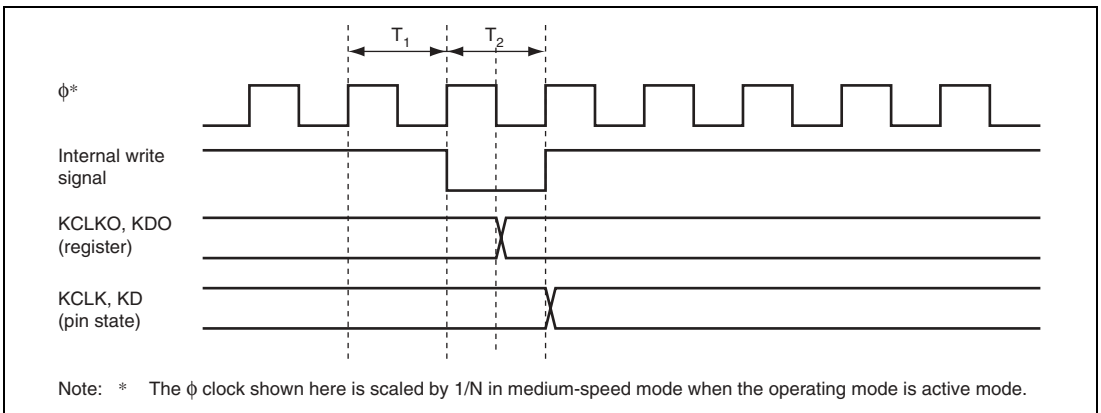 T₁ T₂
ϕ*
Internal write
signal
KCLKO, KDO
(register)
KCLK, KD
(pin state)
Note: * The ϕ clock shown here is scaled by 1/N in medium-speed mode when the operating mode is active mode.